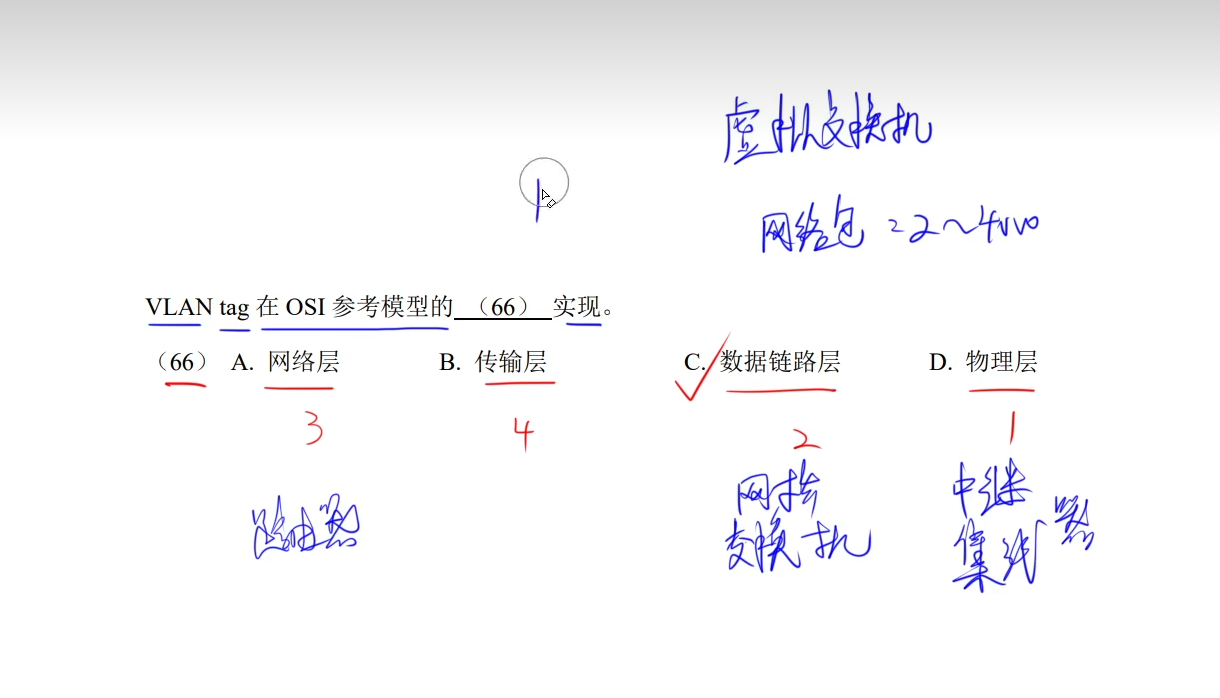 虚拟交换机
网络包 = 2～4000
VLAN tag 在 OSI 参考模型的 （66） 实现。
（66） A. 网络层 B. 传输层 C. 数据链路层 D. 物理层
3 4 2 1
路由器 网桥 中继器
交换机 集线